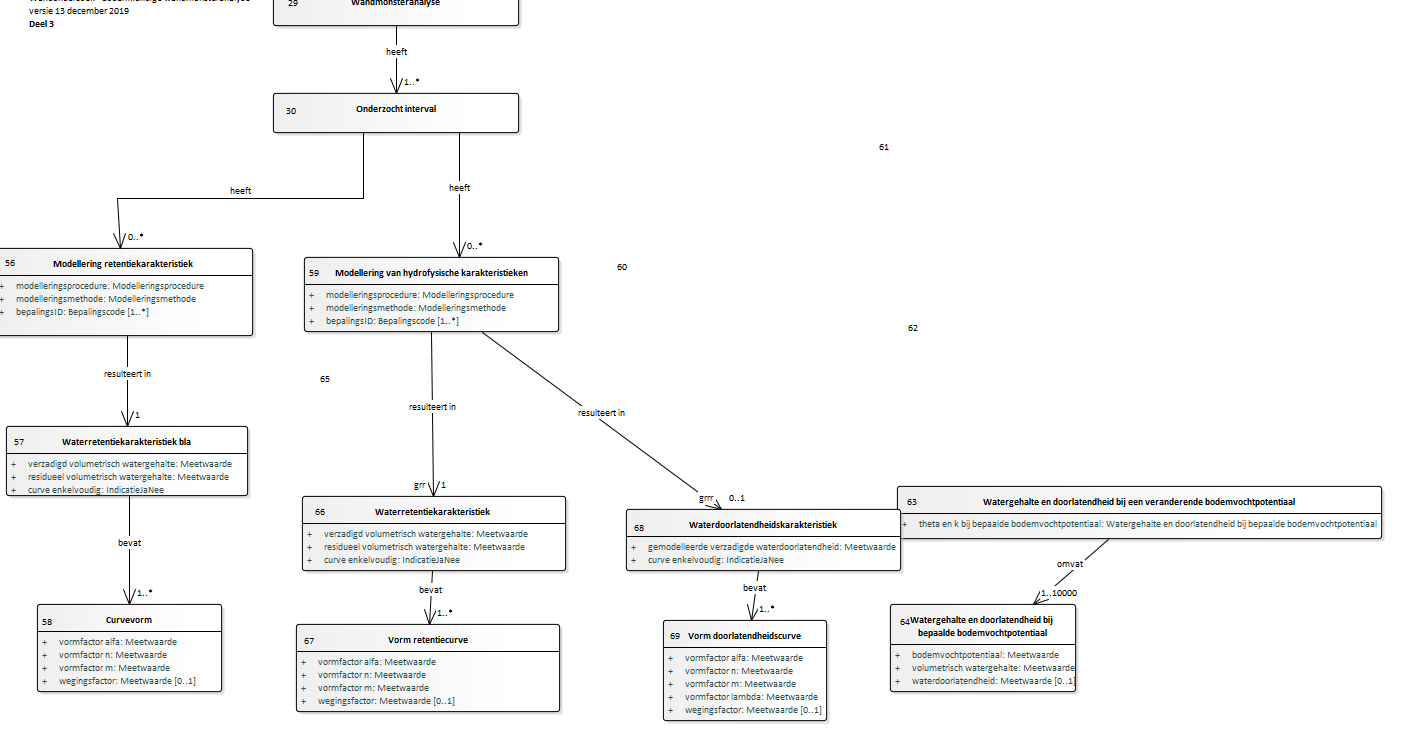 versie 13 december 2019
Deel 3
29
Wandmonsteranalyse
heeft
1..*
30
Onderzocht interval
61
heeft
heeft
0..*
0..*
56
Modellering retentiekarakteristiek
+ modelleringsprocedure: Modelleringsprocedure
+ modelleringsmethode: Modelleringsmethode
+ bepalingsID: Bepalingscode [1..*]
59
Modellering van hydrofysische karakteristieken
+ modelleringsprocedure: Modelleringsprocedure
+ modelleringsmethode: Modelleringsmethode
+ bepalingsID: Bepalingscode [1..*]
60
62
resulteert in
1
65
resulteert in
grr
1
resulteert in
grrr
0..1
57
Waterretentiekarakteristiek bla
+ verzadigd volumetrisch watergehalte: Meetwaarde
+ residueel volumetrisch watergehalte: Meetwaarde
+ curve enkelvoudig: IndicatieJaNee
66
Waterretentiekarakteristiek
+ verzadigd volumetrisch watergehalte: Meetwaarde
+ residueel volumetrisch watergehalte: Meetwaarde
+ curve enkelvoudig: IndicatieJaNee
68
Waterdoorlatendheidskarakteristiek
+ gemodelleerde verzadigde waterdoorlatendheid: Meetwaarde
+ curve enkelvoudig: IndicatieJaNee
63
Watergehalte en doorlatendheid bij een veranderende bodemvochtpotentiaal
+ theta en k bij bepaalde bodemvochtpotentiaal: Watergehalte en doorlatendheid bij bepaalde bodemvochtpotentiaal
bevat
1..*
bevat
1..*
bevat
1..*
omvat
1..10000
58
Curvevorm
+ vormfactor alfa: Meetwaarde
+ vormfactor n: Meetwaarde
+ vormfactor m: Meetwaarde
+ wegingsfactor: Meetwaarde [0..1]
67
Vorm retentiecurve
+ vormfactor alfa: Meetwaarde
+ vormfactor n: Meetwaarde
+ vormfactor m: Meetwaarde
+ wegingsfactor: Meetwaarde [0..1]
69
Vorm doorlatendheidscurve
+ vormfactor alfa: Meetwaarde
+ vormfactor n: Meetwaarde
+ vormfactor m: Meetwaarde
+ vormfactor lambda: Meetwaarde
+ wegingsfactor: Meetwaarde [0..1]
64
Watergehalte en doorlatendheid bij
bepaalde bodemvochtpotentiaal
+ bodemvochtpotentiaal: Meetwaarde
+ volumetrisch watergehalte: Meetwaarde
+ waterdoorlatendheid: Meetwaarde [0..1]